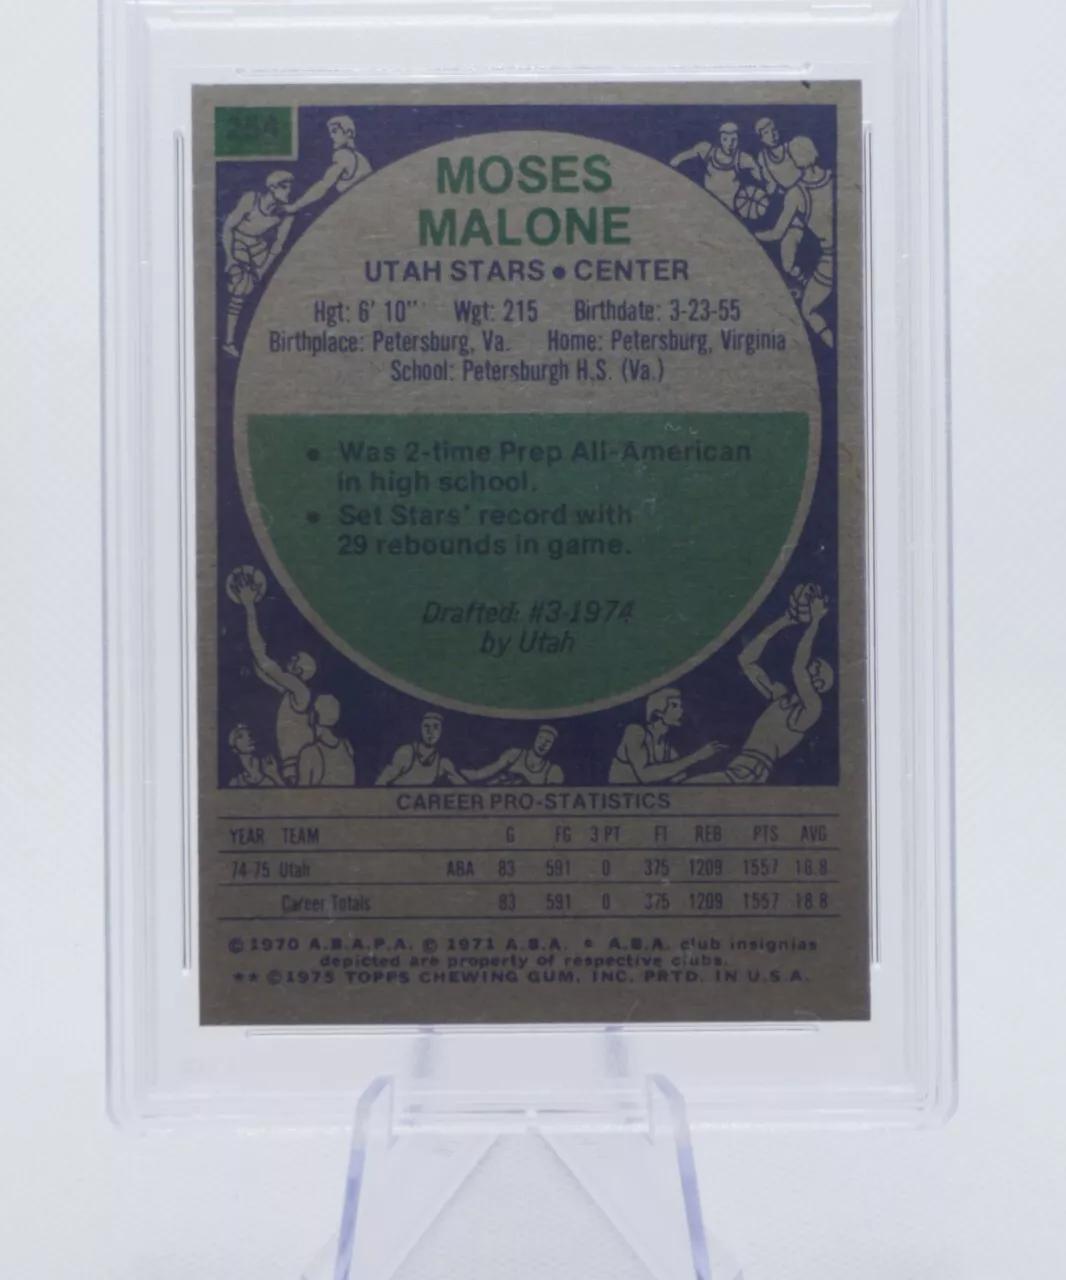 254
MOSES
MALONE
UTAH STARS • CENTER
Hgt: 6' 10" Wgt: 215 Birthdate: 3-23-55
Birthplace: Petersburg, Va. Home: Petersburg, Virginia
School: Petersburgh H.S. (Va.)
• Was 2-time Prep All-American
in high school.
• Set Stars' record with
29 rebounds in game.
Drafted: #3-1974
by Utah
CAREER PRO-STATISTICS
YEAR TEAM G FG 3 PT FT REB PTS AVG
74-75 Utah ABA 83 591 0 375 1209 1557 18.8
Career Totals 83 591 0 375 1209 1557 18.8
© 1970 A.B.A.P.A. © 1971 A.B.A. • A.B.A. club insignias
depicted are property of respective clubs.
** © 1975 TOPPS CHEWING GUM, INC. PRTD. IN U.S.A.